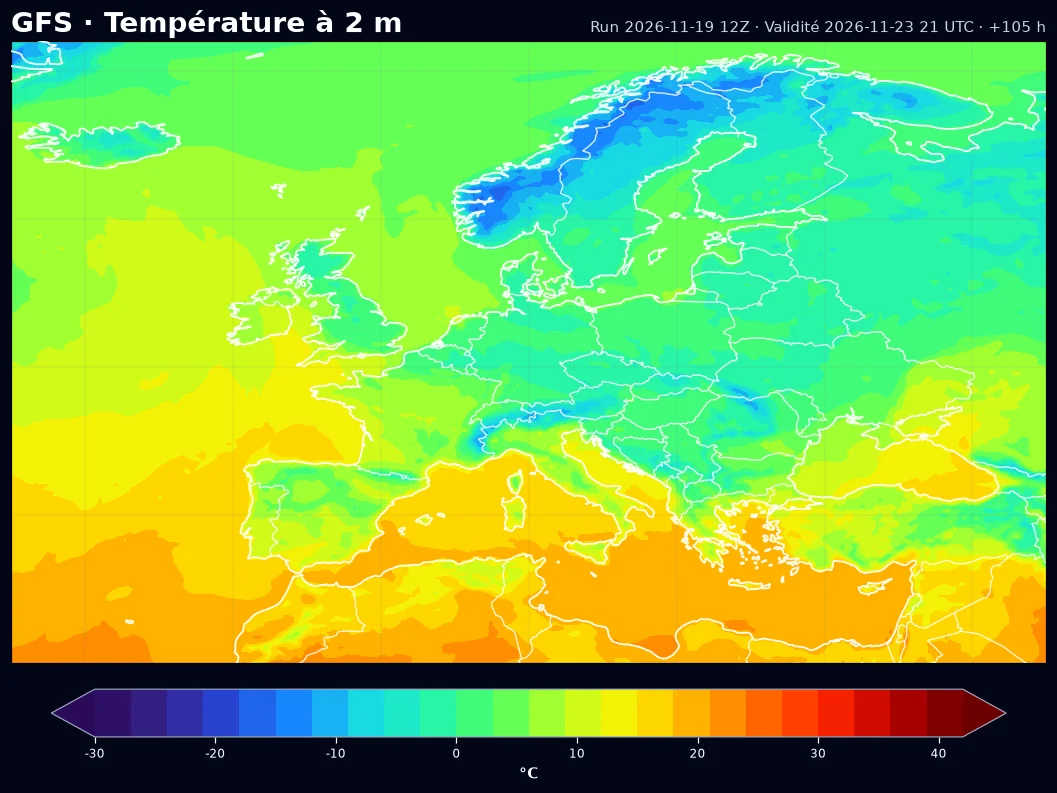 GFS · Température à 2 m
Run 2026-11-19 12Z · Validité 2026-11-23 21 UTC · +105 h
-30 -20 -10 0 10 20 30 40
°C